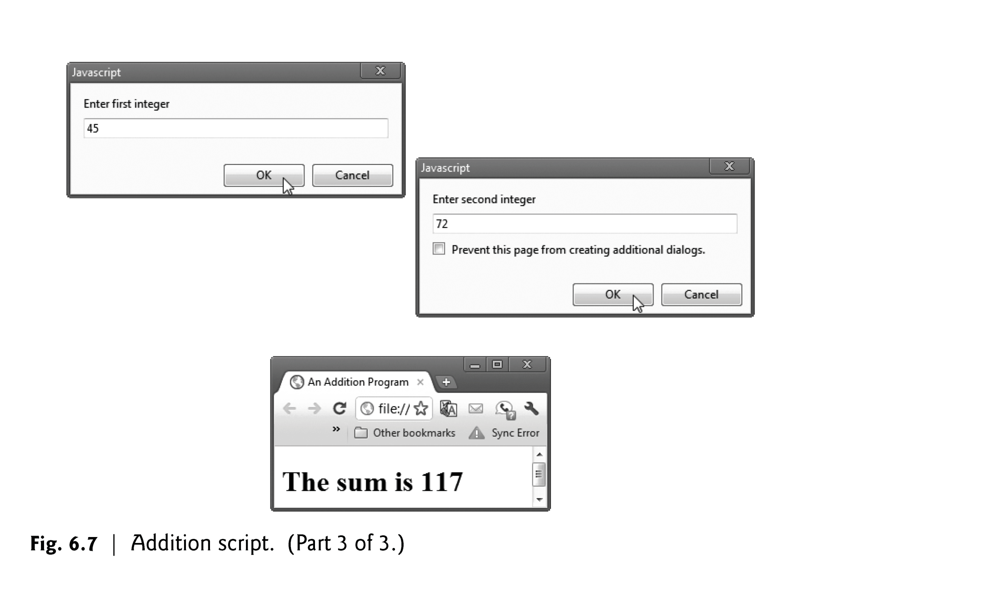 Javascript
Enter first integer
45
OK Cancel
Javascript
Enter second integer
72
Prevent this page from creating additional dialogs.
OK Cancel
An Addition Program
file://
» Other bookmarks Sync Error
The sum is 117
Fig. 6.7 | Addition script. (Part 3 of 3.)